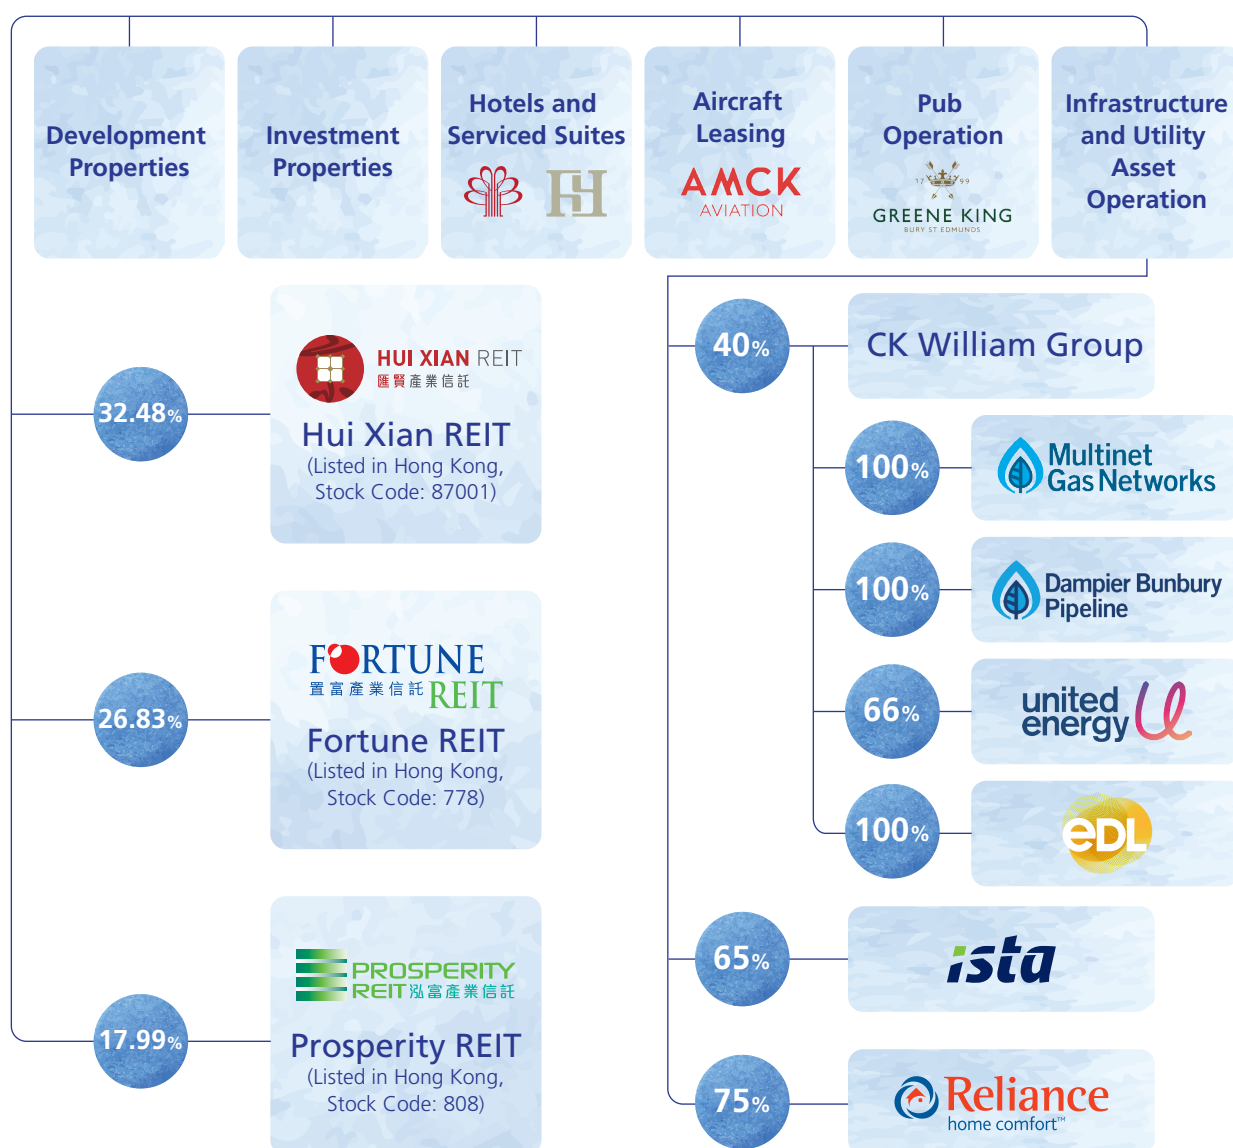 Development
Properties
Investment
Properties
Hotels and
Serviced Suites
FH
Aircraft
Leasing
AMCK
AVIATION
Pub
Operation
17 99
GREENE KING
BURY ST EDMUNDS
Infrastructure
and Utility
Asset
Operation
32.48%
HUI XIAN REIT
匯賢產業信託
Hui Xian REIT
(Listed in Hong Kong,
Stock Code: 87001)
26.83%
FORTUNE
置富產業信託 REIT
Fortune REIT
(Listed in Hong Kong,
Stock Code: 778)
17.99%
PROSPERITY
REIT 泓富產業信託
Prosperity REIT
(Listed in Hong Kong,
Stock Code: 808)
40%
CK William Group
100%
Multinet
Gas Networks
100%
Dampier Bunbury
Pipeline
66%
united
energy
100%
eDL
65%
ista
75%
Reliance
home comfort™